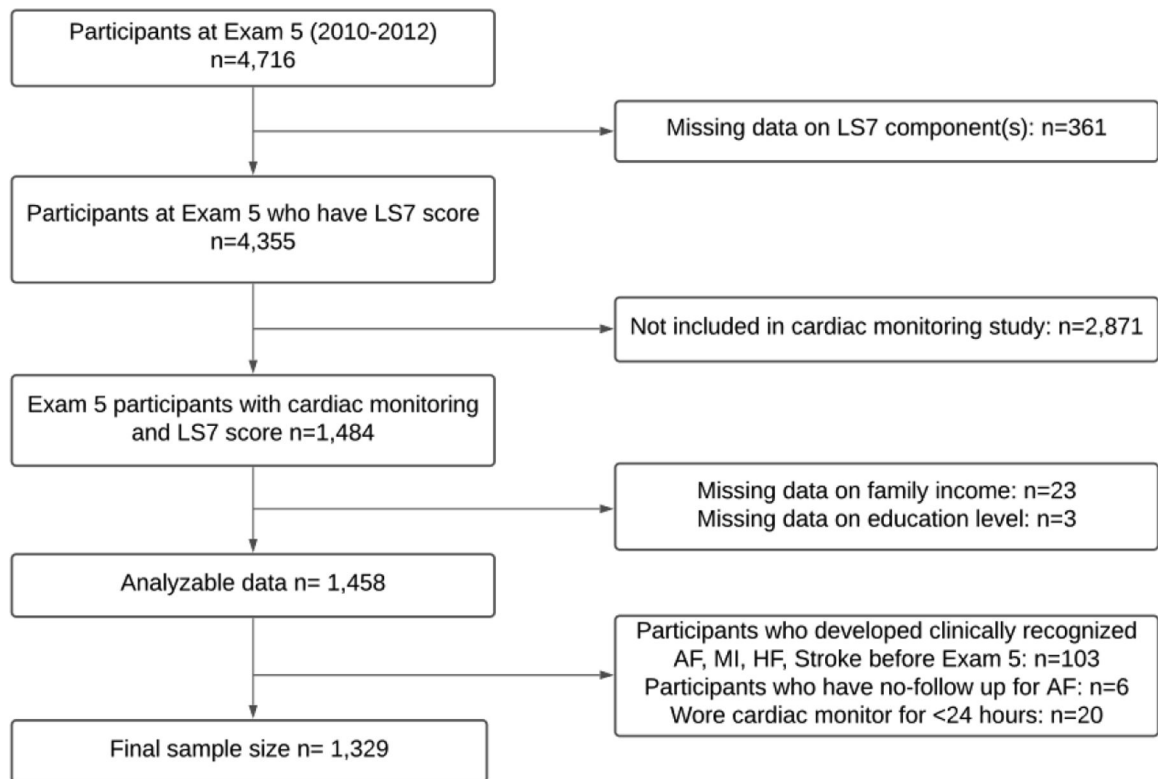 Participants at Exam 5 (2010-2012)
n=4,716
Missing data on LS7 component(s): n=361
Participants at Exam 5 who have LS7 score
n=4,355
Not included in cardiac monitoring study: n=2,871
Exam 5 participants with cardiac monitoring
and LS7 score n=1,484
Missing data on family income: n=23
Missing data on education level: n=3
Analyzable data n= 1,458
Participants who developed clinically recognized
AF, MI, HF, Stroke before Exam 5: n=103
Participants who have no-follow up for AF: n=6
Wore cardiac monitor for <24 hours: n=20
Final sample size n= 1,329